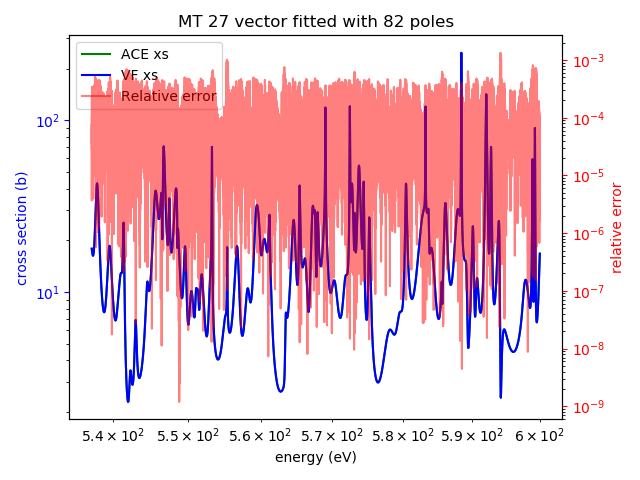 MT 27 vector fitted with 82 poles
ACE xs
VF xs
Relative error
10²
10¹
cross section (b)
10⁻³
10⁻⁴
10⁻⁵
10⁻⁶
10⁻⁷
10⁻⁸
10⁻⁹
relative error
5.4 × 10² 5.5 × 10² 5.6 × 10² 5.7 × 10² 5.8 × 10² 5.9 × 10² 6 × 10²
energy (eV)